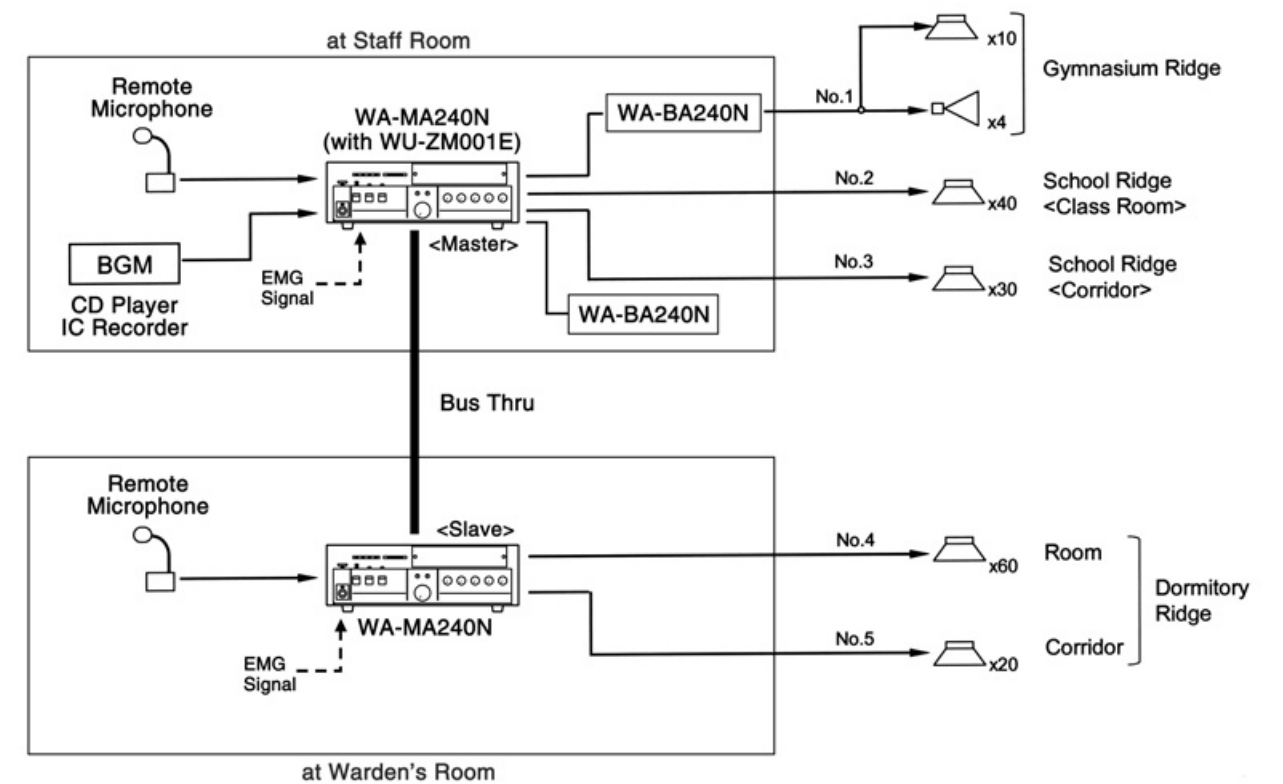 at Staff Room
Remote
Microphone
WA-MA240N
(with WU-ZM001E)
WA-BA240N
No.1
x10
x4
Gymnasium Ridge
No.2
x40
School Ridge
<Class Room>
<Master>
BGM
CD Player
IC Recorder
EMG
Signal
No.3
x30
School Ridge
<Corridor>
WA-BA240N
Bus Thru
Remote
Microphone
<Slave>
WA-MA240N
EMG
Signal
No.4
x60
Room
Dormitory
Ridge
No.5
x20
Corridor
at Warden's Room